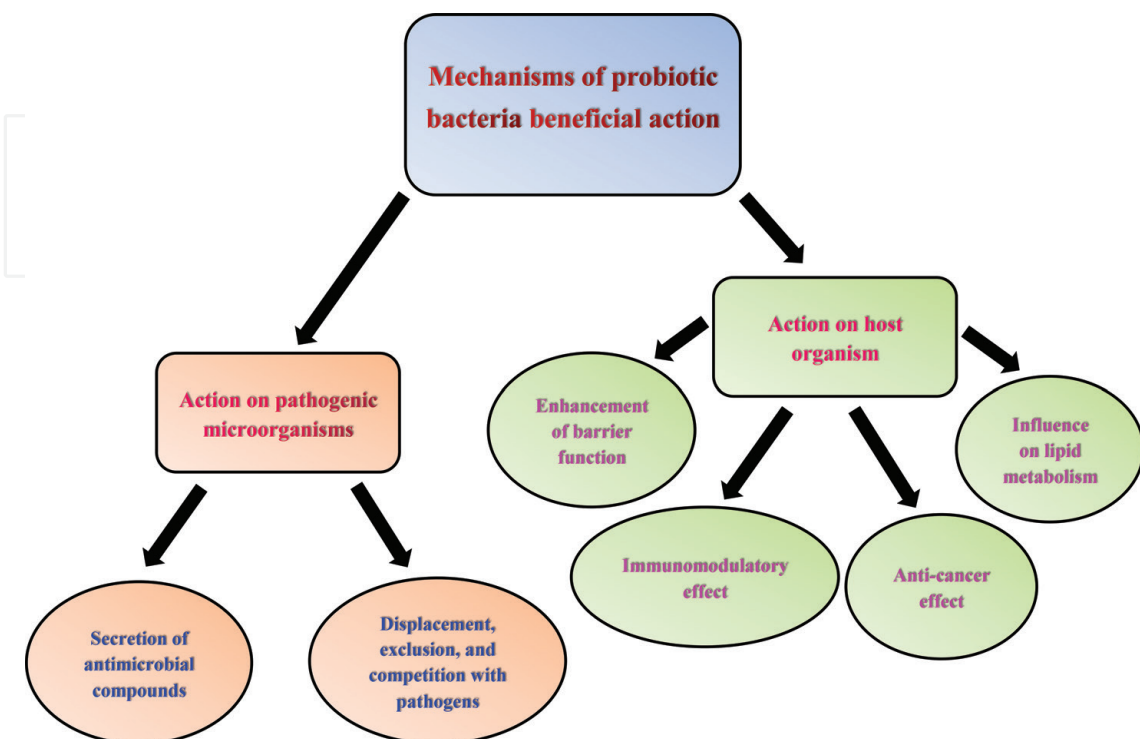 Mechanisms of probiotic
bacteria beneficial action
Action on pathogenic
microorganisms
Secretion of
antimicrobial
compounds
Displacement,
exclusion, and
competition with
pathogens
Action on host
organism
Enhancement
of barrier
function
Immunomodulatory
effect
Anti-cancer
effect
Influence
on lipid
metabolism